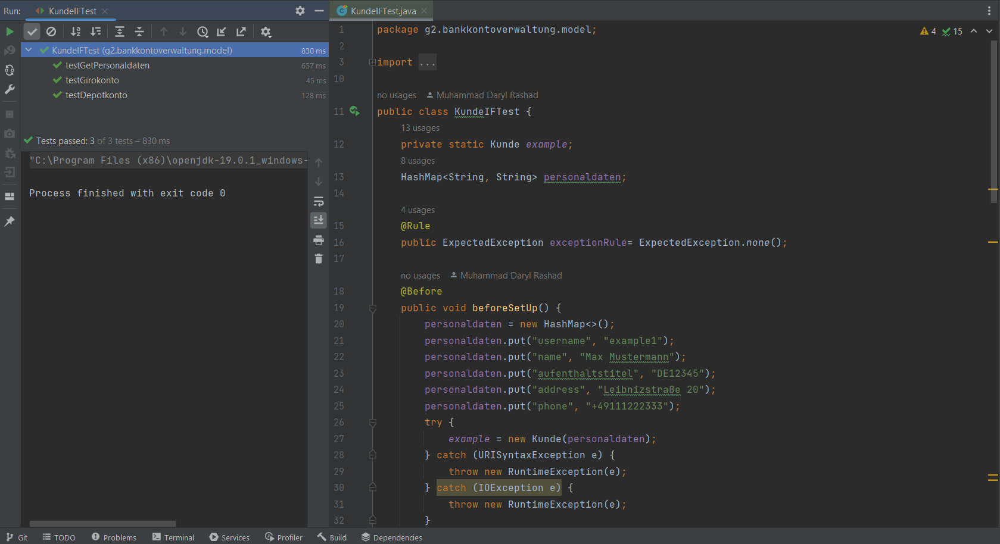 Run: KundeIFTest
KundeIFTest (g2.bankkontoverwaltung.model) 830 ms
testGetPersonaldaten 657 ms
testGirokonto 45 ms
testDepotkonto 128 ms
Tests passed: 3 of 3 tests – 830 ms
"C:\Program Files (x86)\openjdk-19.0.1_windows-
Process finished with exit code 0
KundeIFTest.java
4 15
1 package g2.bankkontoverwaltung.model;
2
3 import ...
10
no usages Muhammad Daryl Rashad
11 public class KundeIFTest {
13 usages
12 private static Kunde example;
8 usages
13 HashMap<String, String> personaldaten;
14
4 usages
15 @Rule
16 public ExpectedException exceptionRule= ExpectedException.none();
17
no usages Muhammad Daryl Rashad
18 @Before
19 public void beforeSetUp() {
20 personaldaten = new HashMap<>();
21 personaldaten.put("username", "example1");
22 personaldaten.put("name", "Max Mustermann");
23 personaldaten.put("aufenthaltstitel", "DE12345");
24 personaldaten.put("address", "Leibnizstraße 20");
25 personaldaten.put("phone", "+49111222333");
26 try {
27 example = new Kunde(personaldaten);
28 } catch (URISyntaxException e) {
29 throw new RuntimeException(e);
30 } catch (IOException e) {
31 throw new RuntimeException(e);
32 }
Git TODO Problems Terminal Services Profiler Build Dependencies